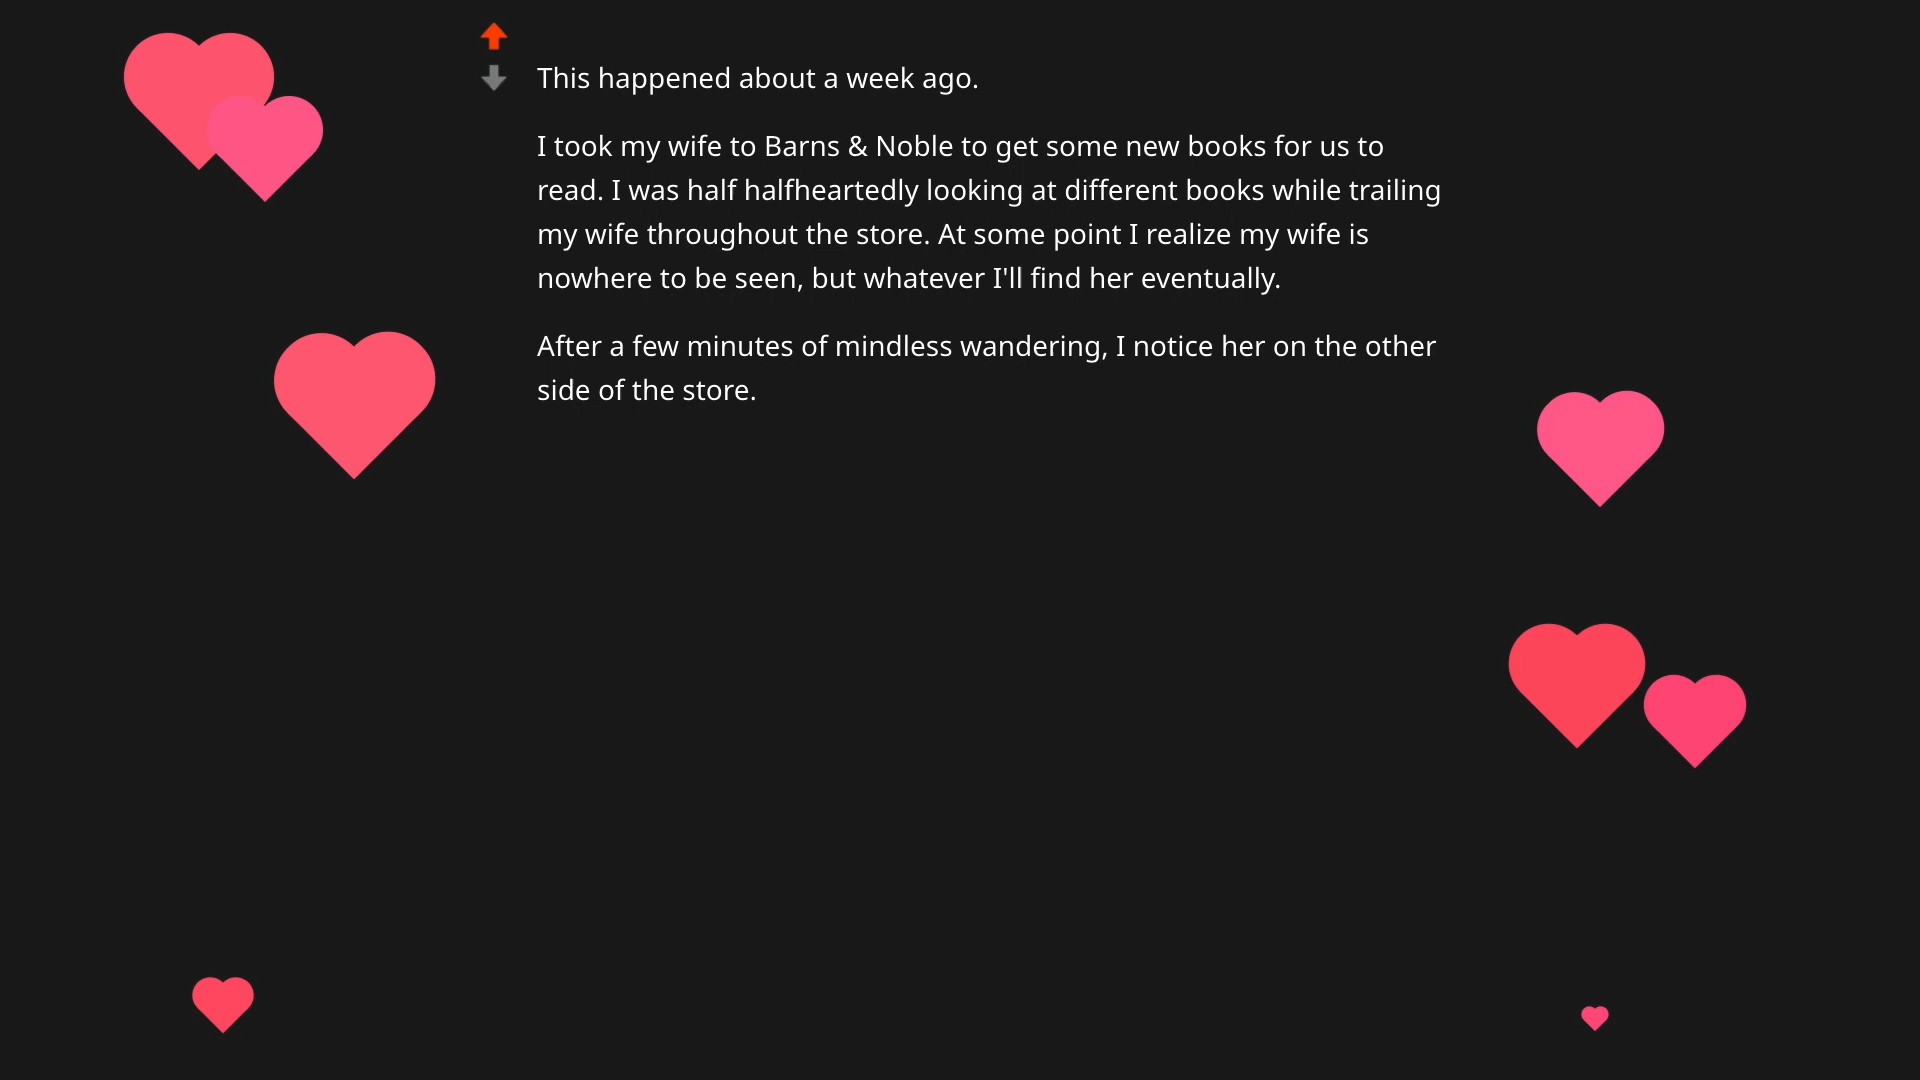 This happened about a week ago.
I took my wife to Barns & Noble to get some new books for us to
read. I was half halfheartedly looking at different books while trailing
my wife throughout the store. At some point I realize my wife is
nowhere to be seen, but whatever I'll find her eventually.
After a few minutes of mindless wandering, I notice her on the other
side of the store.